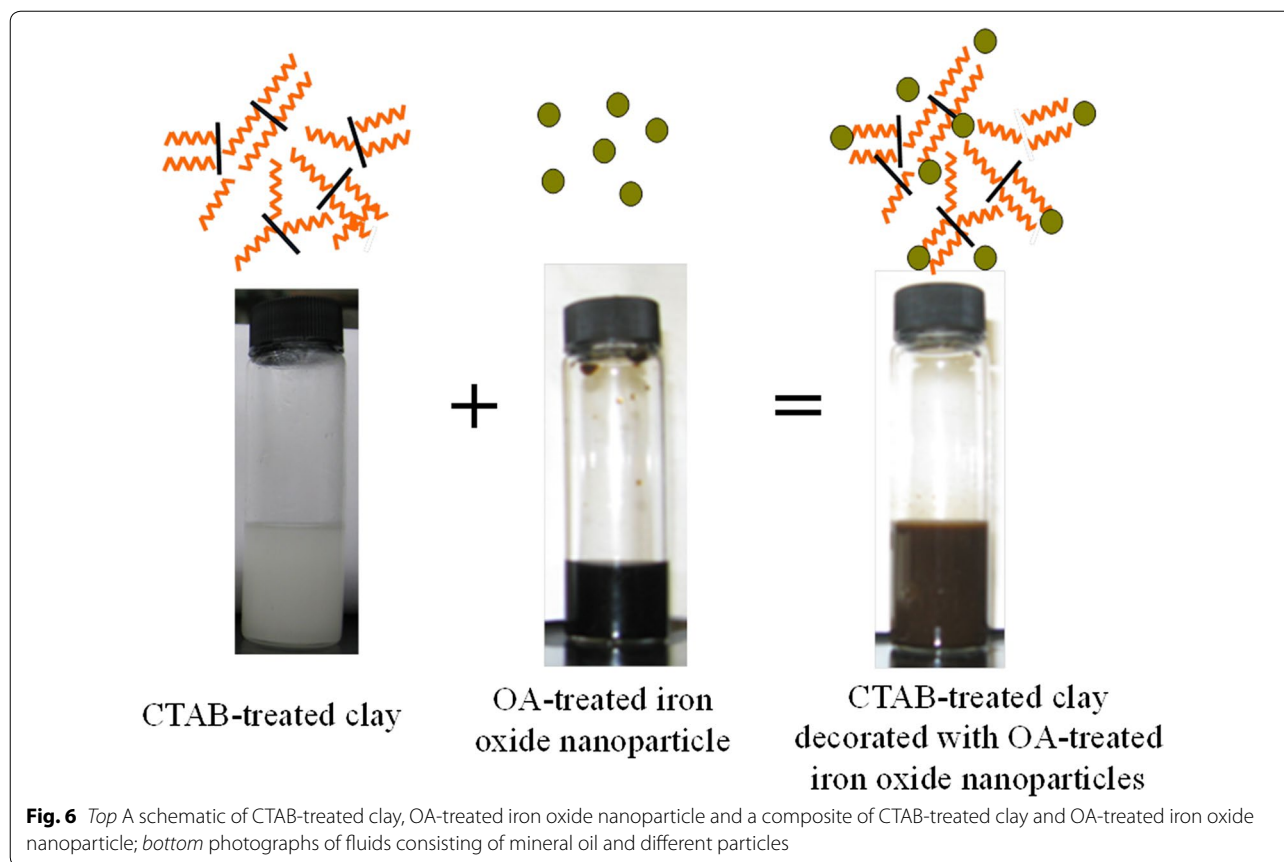 +
=
CTAB-treated clay
OA-treated iron
oxide nanoparticle
CTAB-treated clay
decorated with OA-treated
iron oxide nanoparticles
Fig. 6 Top A schematic of CTAB-treated clay, OA-treated iron oxide nanoparticle and a composite of CTAB-treated clay and OA-treated iron oxide
nanoparticle; bottom photographs of fluids consisting of mineral oil and different particles